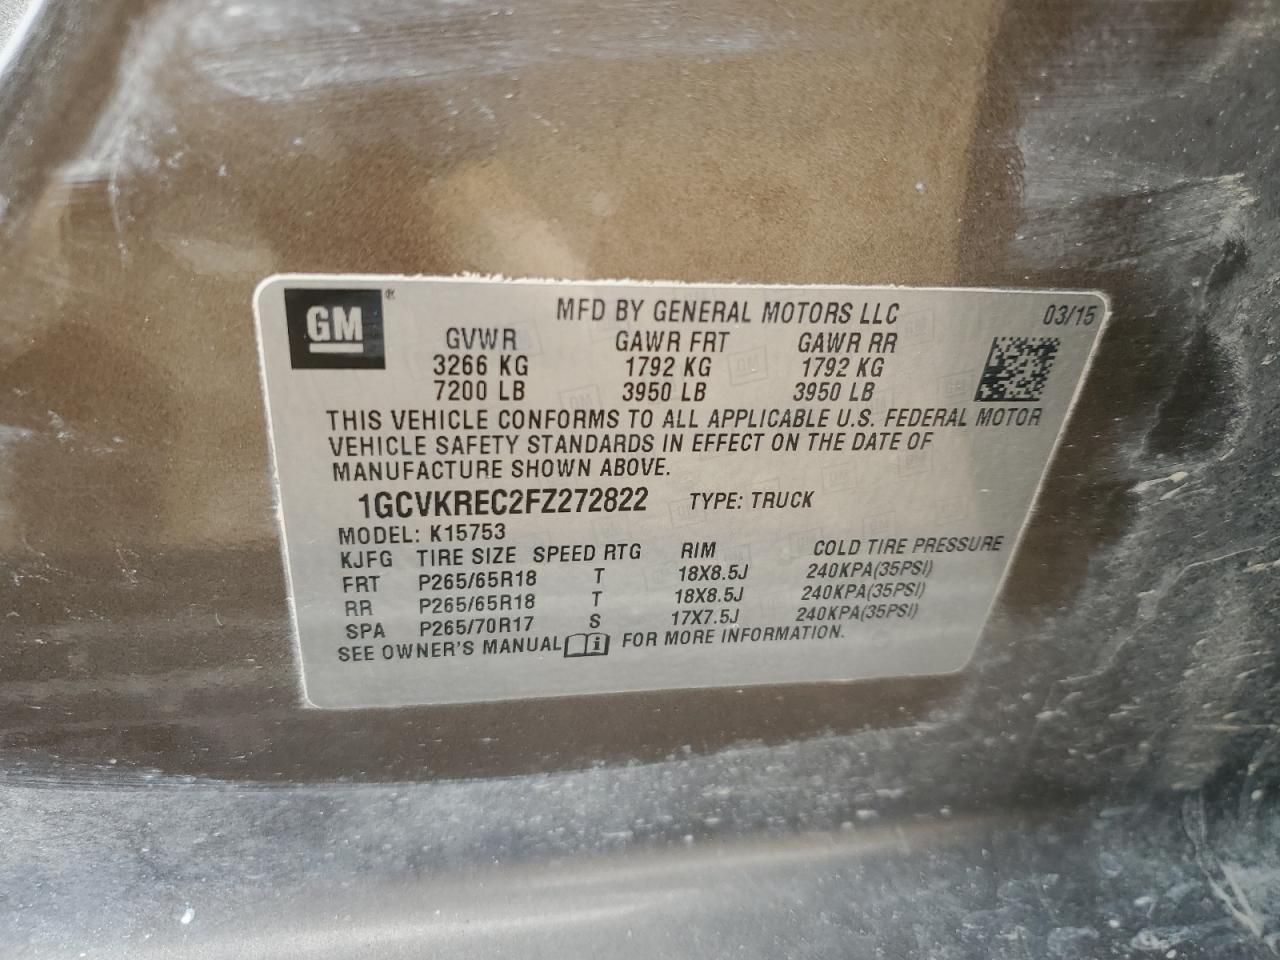 GM® MFD BY GENERAL MOTORS LLC 03/15
GVWR GAWR FRT GAWR RR
3266 KG 1792 KG 1792 KG
7200 LB 3950 LB 3950 LB
THIS VEHICLE CONFORMS TO ALL APPLICABLE U.S. FEDERAL MOTOR
VEHICLE SAFETY STANDARDS IN EFFECT ON THE DATE OF
MANUFACTURE SHOWN ABOVE.
1GCVKREC2FZ272822 TYPE: TRUCK
MODEL: K15753
KJFG TIRE SIZE SPEED RTG RIM COLD TIRE PRESSURE
FRT P265/65R18 T 18X8.5J 240KPA(35PSI)
RR P265/65R18 T 18X8.5J 240KPA(35PSI)
SPA P265/70R17 S 17X7.5J 240KPA(35PSI)
SEE OWNER'S MANUAL i FOR MORE INFORMATION.